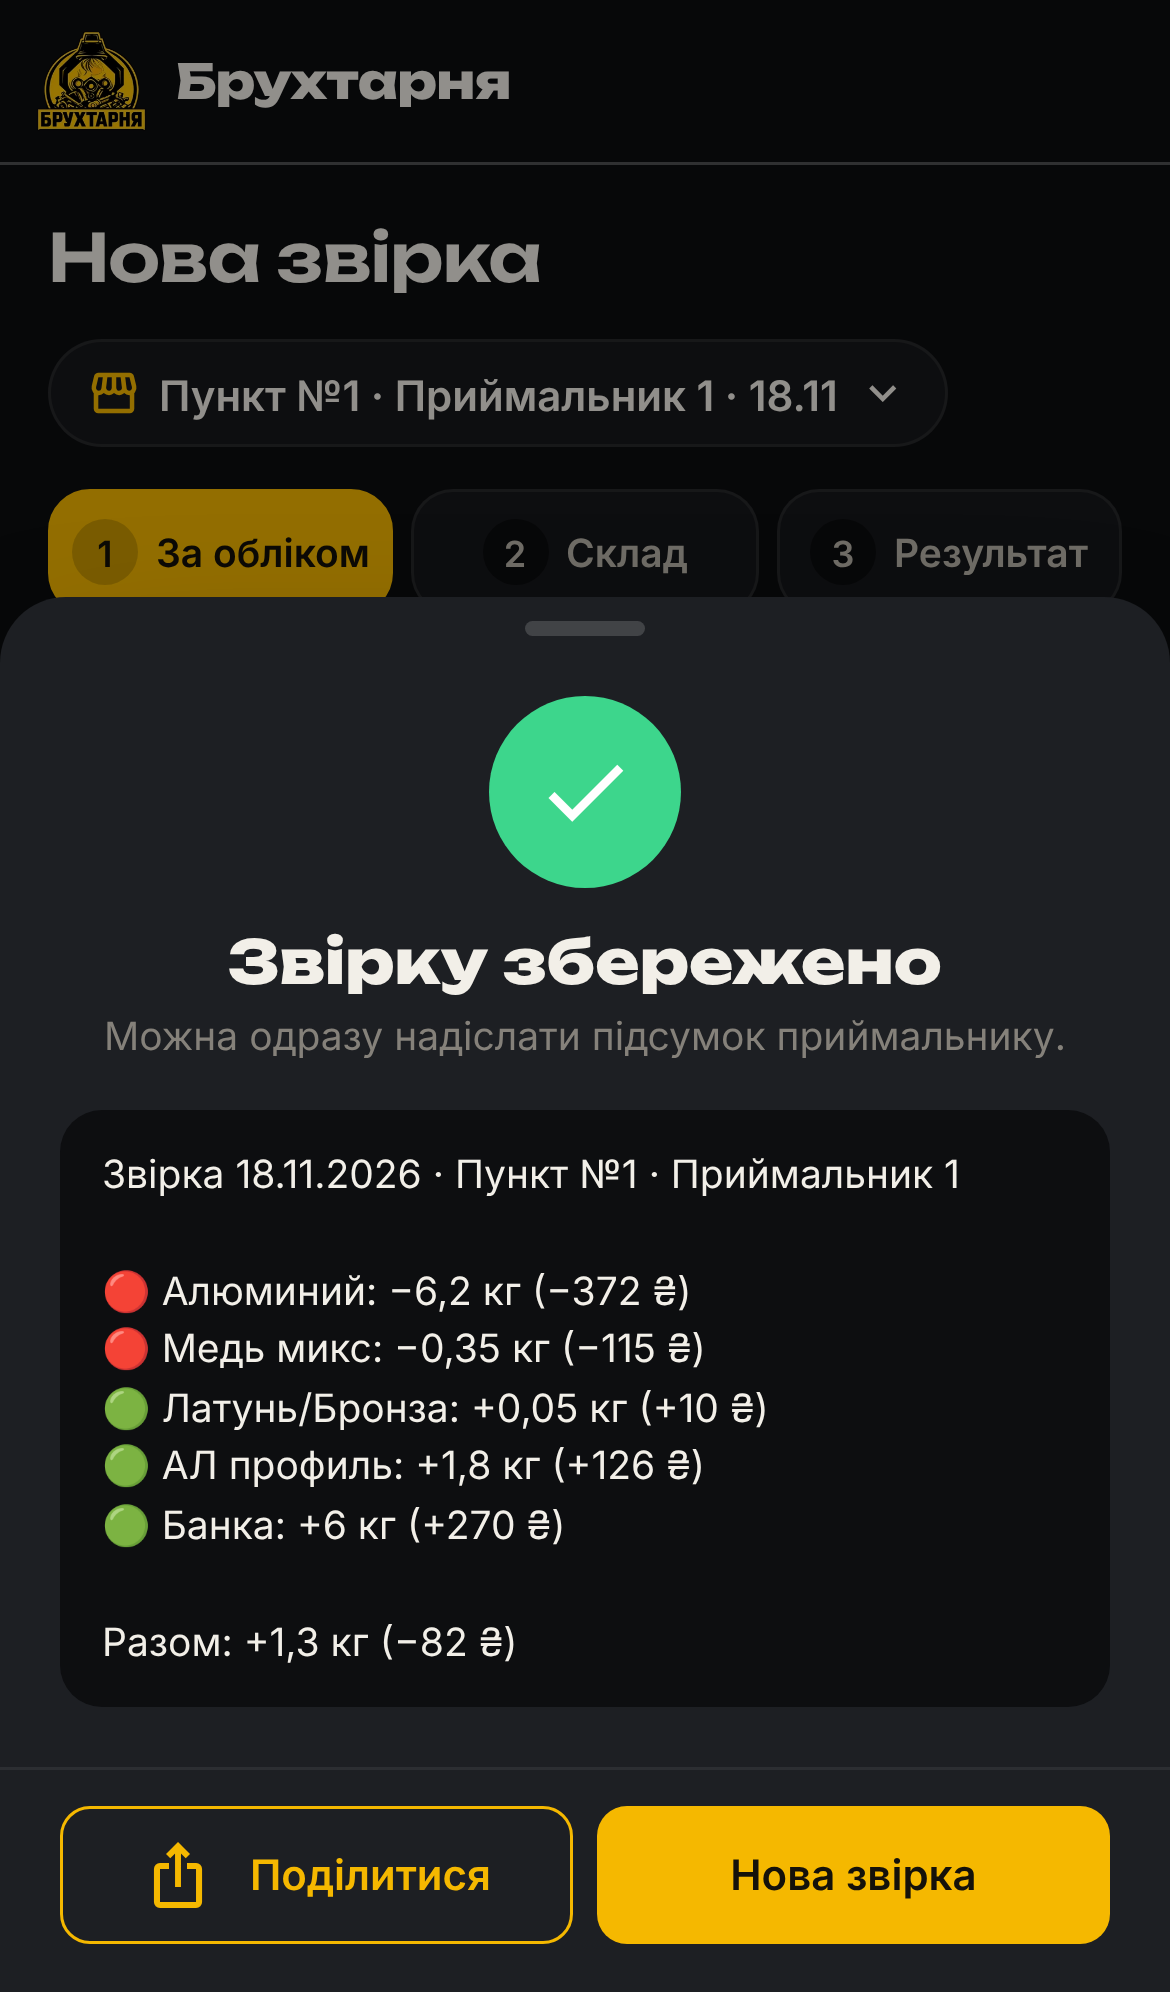 БРУХТАРНЯ
Брухтарня
Нова звірка
Пункт №1 · Приймальник 1 · 18.11
1 За обліком
2 Склад
3 Результат
Звірку збережено
Можна одразу надіслати підсумок приймальнику.
Звірка 18.11.2026 · Пункт №1 · Приймальник 1
🔴 Алюминий: −6,2 кг (−372 ₴)
🔴 Медь микс: −0,35 кг (−115 ₴)
🟢 Латунь/Бронза: +0,05 кг (+10 ₴)
🟢 АЛ профиль: +1,8 кг (+126 ₴)
🟢 Банка: +6 кг (+270 ₴)
Разом: +1,3 кг (−82 ₴)
Поділитися
Нова звірка